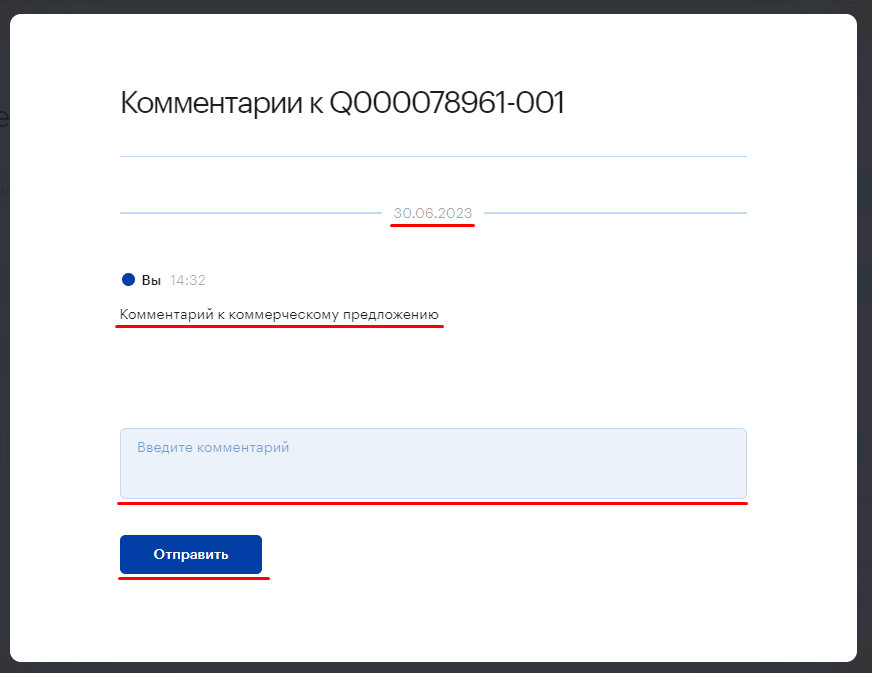 Комментарии к Q000078961-001
30.06.2023
Вы 14:32
Комментарий к коммерческому предложению
Введите комментарий
Отправить